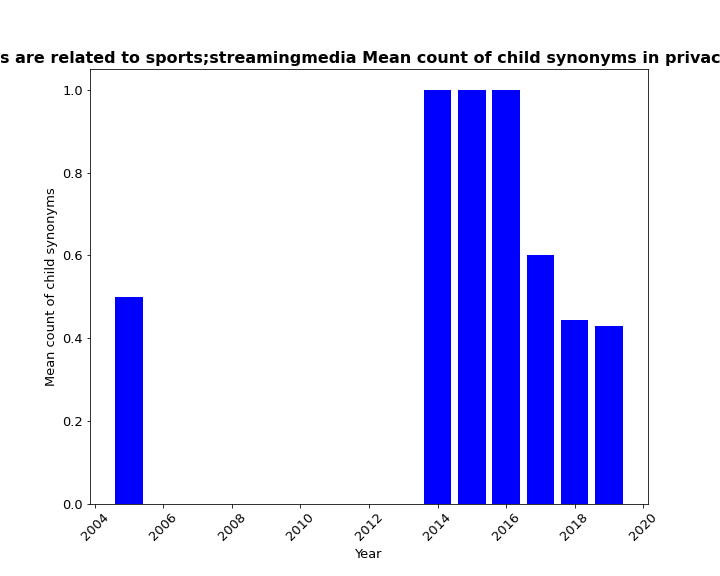 s are related to sports;streamingmedia Mean count of child synonyms in privac
1.0
0.8
0.6
0.4
0.2
0.0
Mean count of child synonyms
2004 2006 2008 2010 2012 2014 2016 2018 2020
Year